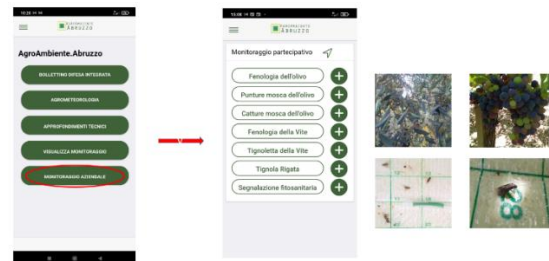 AGROAMBIENTE
ABRUZZO
AgroAmbiente.Abruzzo
BOLLETTINO DIFESA INTEGRATA
AGROMETEOROLOGIA
APPROFONDIMENTI TECNICI
VISUALIZZA MONITORAGGIO
MONITORAGGIO AZIENDALE
AGROAMBIENTE
ABRUZZO
Monitoraggio partecipativo
Fenologia dell'olivo
Punture mosca dell'olivo
Catture mosca dell'olivo
Fenologia della Vite
Tignoletta della Vite
Tignola Rigata
Segnalazione fitosanitaria